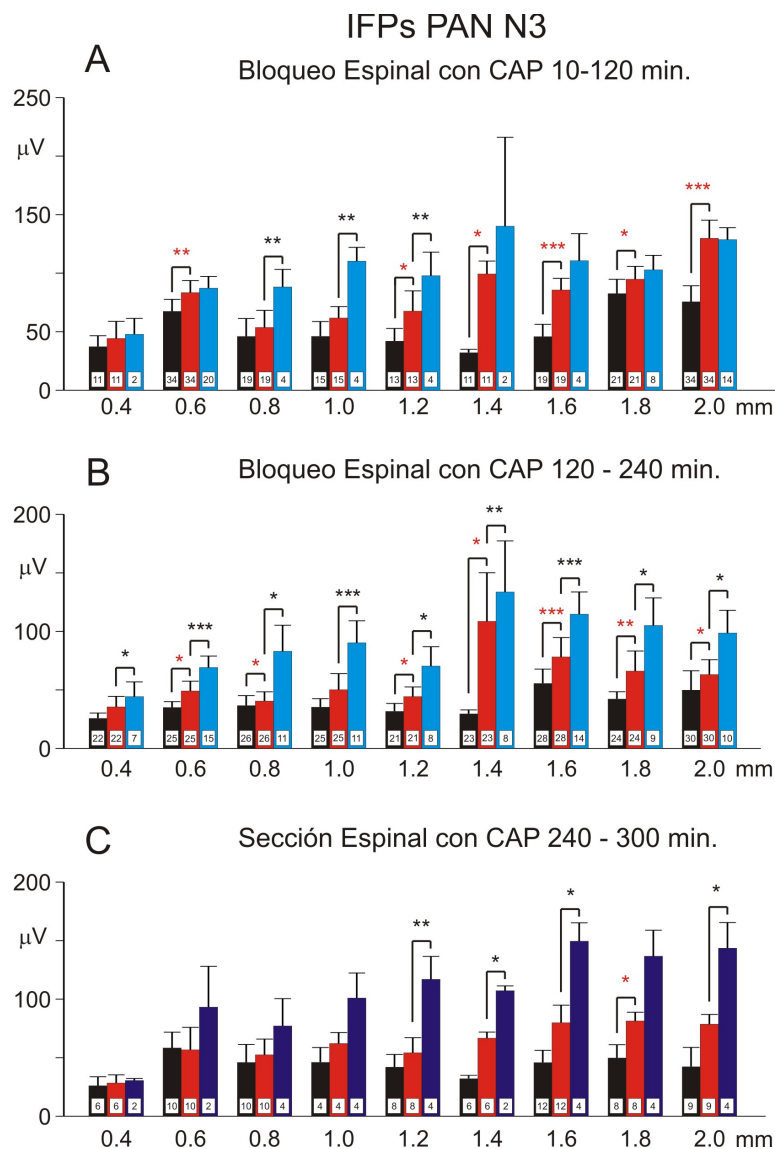 IFPs PAN N3
A
Bloqueo Espinal con CAP 10-120 min.
250
µV
150
50
0
** ** ** ** * * *** * ***
11 11 2 34 34 20 19 19 4 15 15 4 13 13 4 11 11 2 19 19 4 21 21 8 34 34 14
0.4 0.6 0.8 1.0 1.2 1.4 1.6 1.8 2.0 mm
B
Bloqueo Espinal con CAP 120 - 240 min.
200
µV
100
0
* * *** * * *** * * * ** *** *** ** * * *
22 22 7 25 25 15 26 26 11 25 25 11 21 21 8 23 23 8 28 28 14 24 24 9 30 30 10
0.4 0.6 0.8 1.0 1.2 1.4 1.6 1.8 2.0 mm
C
Sección Espinal con CAP 240 - 300 min.
200
µV
100
0
** * * * *
6 6 2 10 10 2 10 10 4 4 4 4 8 8 4 6 6 2 12 12 4 8 8 4 9 9 4
0.4 0.6 0.8 1.0 1.2 1.4 1.6 1.8 2.0 mm